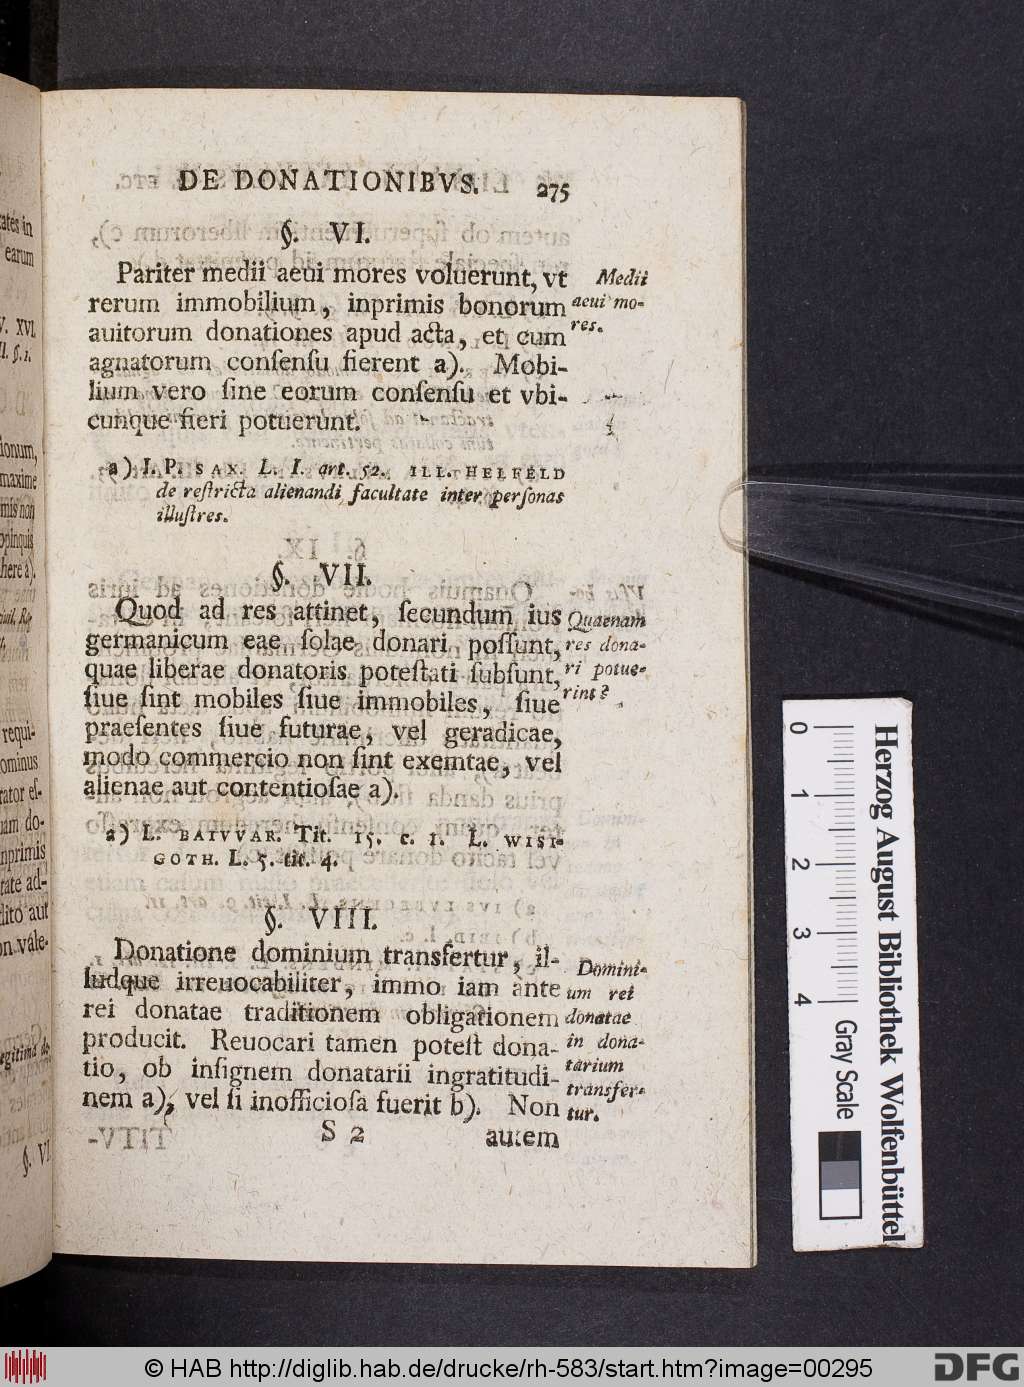 DE DONATIONIBVS. 275
§. VI.
Pariter medii aeui mores voluerunt, vt
rerum immobilium, inprimis bonorum
auitorum donationes apud acta, et cum
agnatorum conſenſu fierent a). Mobi-
lium vero ſine eorum conſenſu et vbi-
cunque fieri potuerunt.
Medii
aeui mo-
res.
a) I. P. SAX. L. I. art. 52. ILL. HELFELD
de reſtricta alienandi facultate inter perſonas
illuſtres.
§. VII.
Quod ad res attinet, ſecundum ius
germanicum eae ſolae donari poſſunt,
quae liberae donatoris poteſtati ſubſunt,
ſiue ſint mobiles ſiue immobiles, ſiue
praeſentes ſiue futurae, vel geradicae,
modo commercio non ſint exemtae, vel
alienae aut contentioſae a).
Quaenam
res dona-
ri potue-
rint?
a) L. BAIVVAR. Tit. 15. c. 1. L. WISI-
GOTH. L. 5. tit. 4.
§. VIII.
Donatione dominium transfertur, il-
ludque irreuocabiliter, immo iam ante
rei donatae traditionem obligationem
producit. Reuocari tamen poteſt dona-
tio, ob inſignem donatarii ingratitudi-
nem a), vel ſi inofficioſa fuerit b). Non
Domini-
um rei
donatae
in dona-
tarium
transfer-
tur.
S 2 autem
0 1 2 3 4
Gray Scale
Herzog August Bibliothek Wolfenbüttel
© HAB http://diglib.hab.de/drucke/rh-583/start.htm?image=00295
DFG